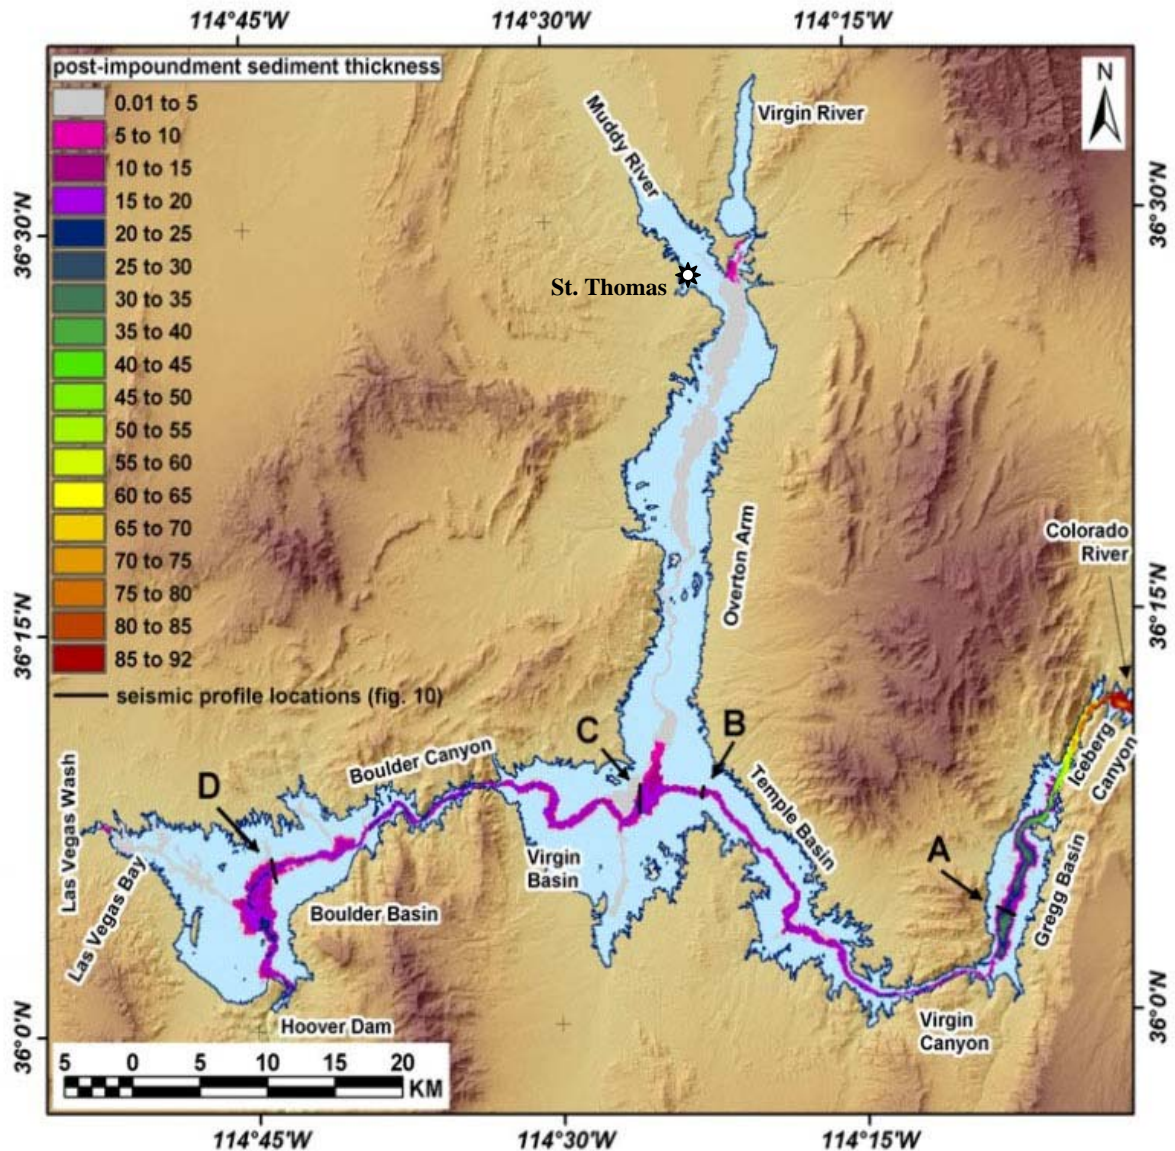 114°45'W
114°30'W
114°15'W
post-impoundment sediment thickness
0.01 to 5
5 to 10
10 to 15
15 to 20
20 to 25
25 to 30
30 to 35
35 to 40
40 to 45
45 to 50
50 to 55
55 to 60
60 to 65
65 to 70
70 to 75
75 to 80
80 to 85
85 to 92
seismic profile locations (fig. 10)
N
Muddy River
Virgin River
36°30'N
36°30'N
St. Thomas
Overton Arm
Colorado
River
36°15'N
36°15'N
Iceberg
Canyon
C
B
Boulder Canyon
Temple Basin
D
Las Vegas Wash
Las Vegas Bay
Virgin
Basin
A
Gregg Basin
Boulder Basin
Hoover Dam
Virgin
Canyon
36°0'N
36°0'N
5
0
5
10
15
20
KM
114°45'W
114°30'W
114°15'W